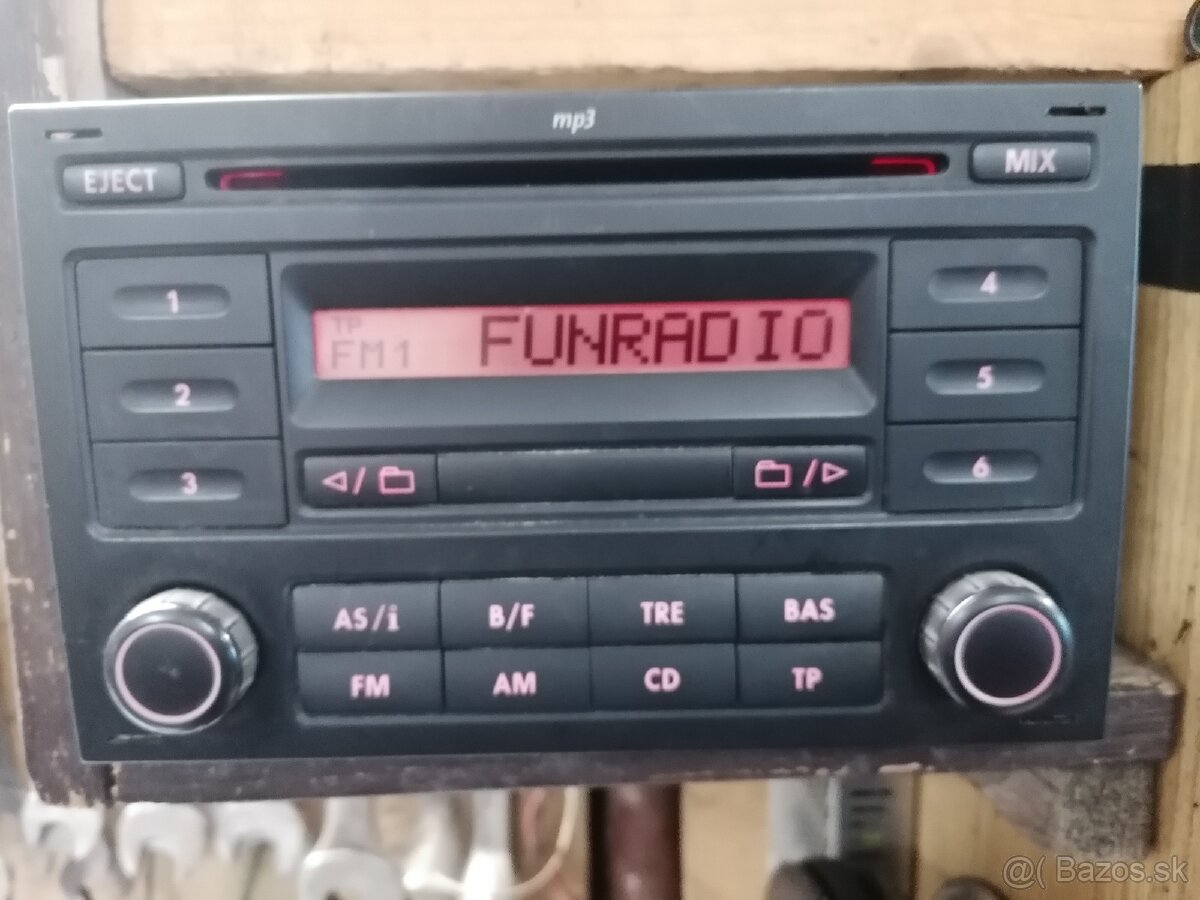 mp3
EJECT
MIX
1
4
TP
FM1 FUNRADIO
2
5
3
6
AS/i B/F TRE BAS
FM AM CD TP
@( Bazos.sk